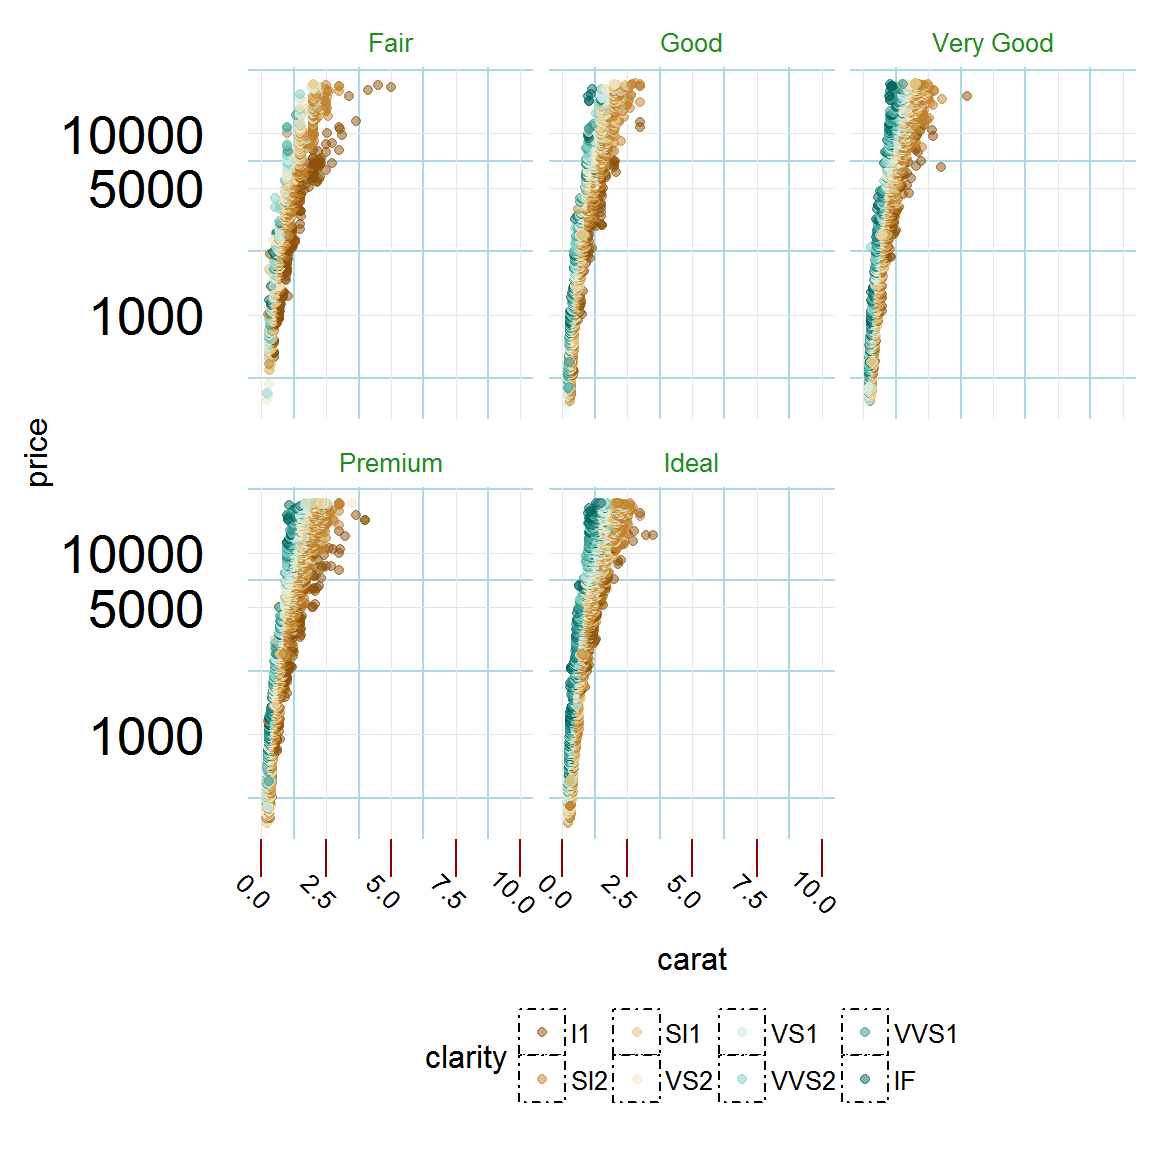 Fair Good Very Good
10000
5000
1000
price
Premium Ideal
10000
5000
1000
0.0 2.5 5.0 7.5 10.0 0.0 2.5 5.0 7.5 10.0
carat
clarity
I1 SI1 VS1 VVS1
SI2 VS2 VVS2 IF